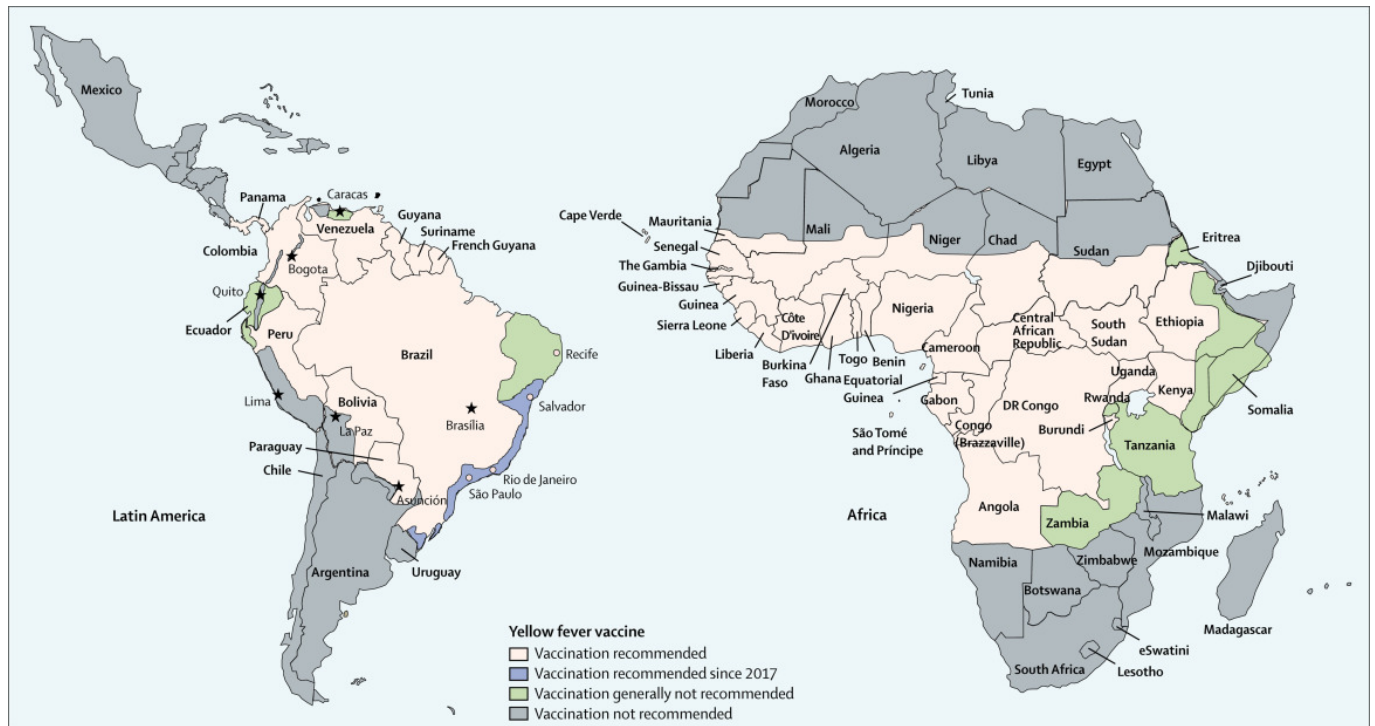 Mexico
Panama
Caracas
Venezuela
Guyana
Suriname
French Guyana
Colombia
Bogota
Quito
Ecuador
Peru
Brazil
Recife
Lima
Bolivia
La Paz
Brasília
Salvador
Paraguay
Chile
Rio de Janeiro
São Paulo
Asunción
Latin America
Argentina
Uruguay
Morocco
Tunia
Algeria
Libya
Egypt
Cape Verde
Mauritania
Mali
Niger
Chad
Sudan
Eritrea
Senegal
The Gambia
Djibouti
Guinea-Bissau
Guinea
Sierra Leone
Côte
D'ivoire
Nigeria
Central
African
Republic
South
Sudan
Ethiopia
Liberia
Burkina
Faso
Ghana
Togo
Benin
Cameroon
Equatorial
Guinea
Uganda
Kenya
Gabon
DR Congo
Rwanda
Somalia
São Tomé
and Príncipe
Congo
(Brazzaville)
Burundi
Tanzania
Africa
Angola
Zambia
Malawi
Namibia
Zimbabwe
Mozambique
Botswana
Madagascar
eSwatini
Lesotho
South Africa
Yellow fever vaccine
Vaccination recommended
Vaccination recommended since 2017
Vaccination generally not recommended
Vaccination not recommended